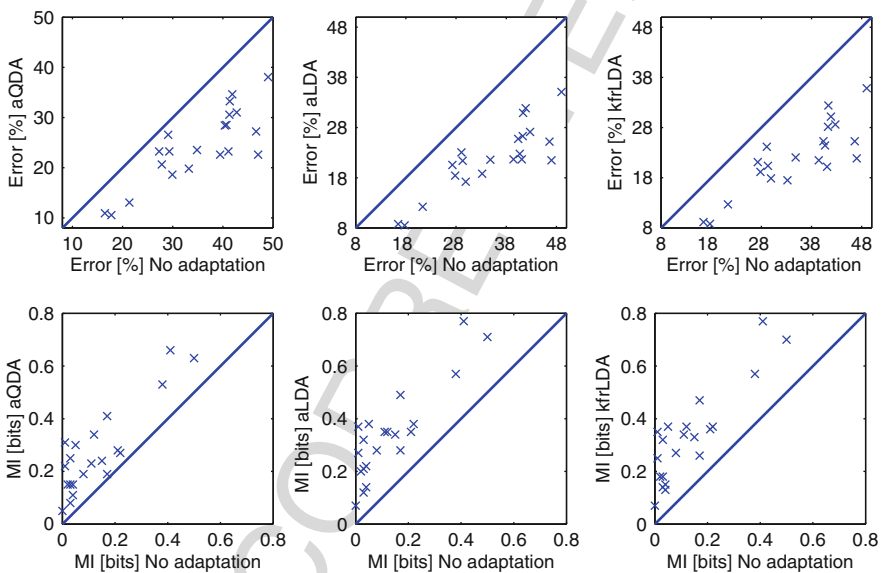 50
40
30
20
10
Error [%] aQDA
10 20 30 40 50
Error [%] No adaptation
48
38
28
18
8
Error [%] aLDA
8 18 28 38 48
Error [%] No adaptation
48
38
28
18
8
Error [%] kfrLDA
8 18 28 38 48
Error [%] No adaptation
0.8
0.6
0.4
0.2
0
MI [bits] aQDA
0 0.2 0.4 0.6 0.8
MI [bits] No adaptation
0.8
0.6
0.4
0.2
0
MI [bits] aLDA
0 0.2 0.4 0.6 0.8
MI [bits] No adaptation
0.8
0.6
0.4
0.2
0
MI [bits] kfrLDA
0 0.2 0.4 0.6 0.8
MI [bits] No adaptation